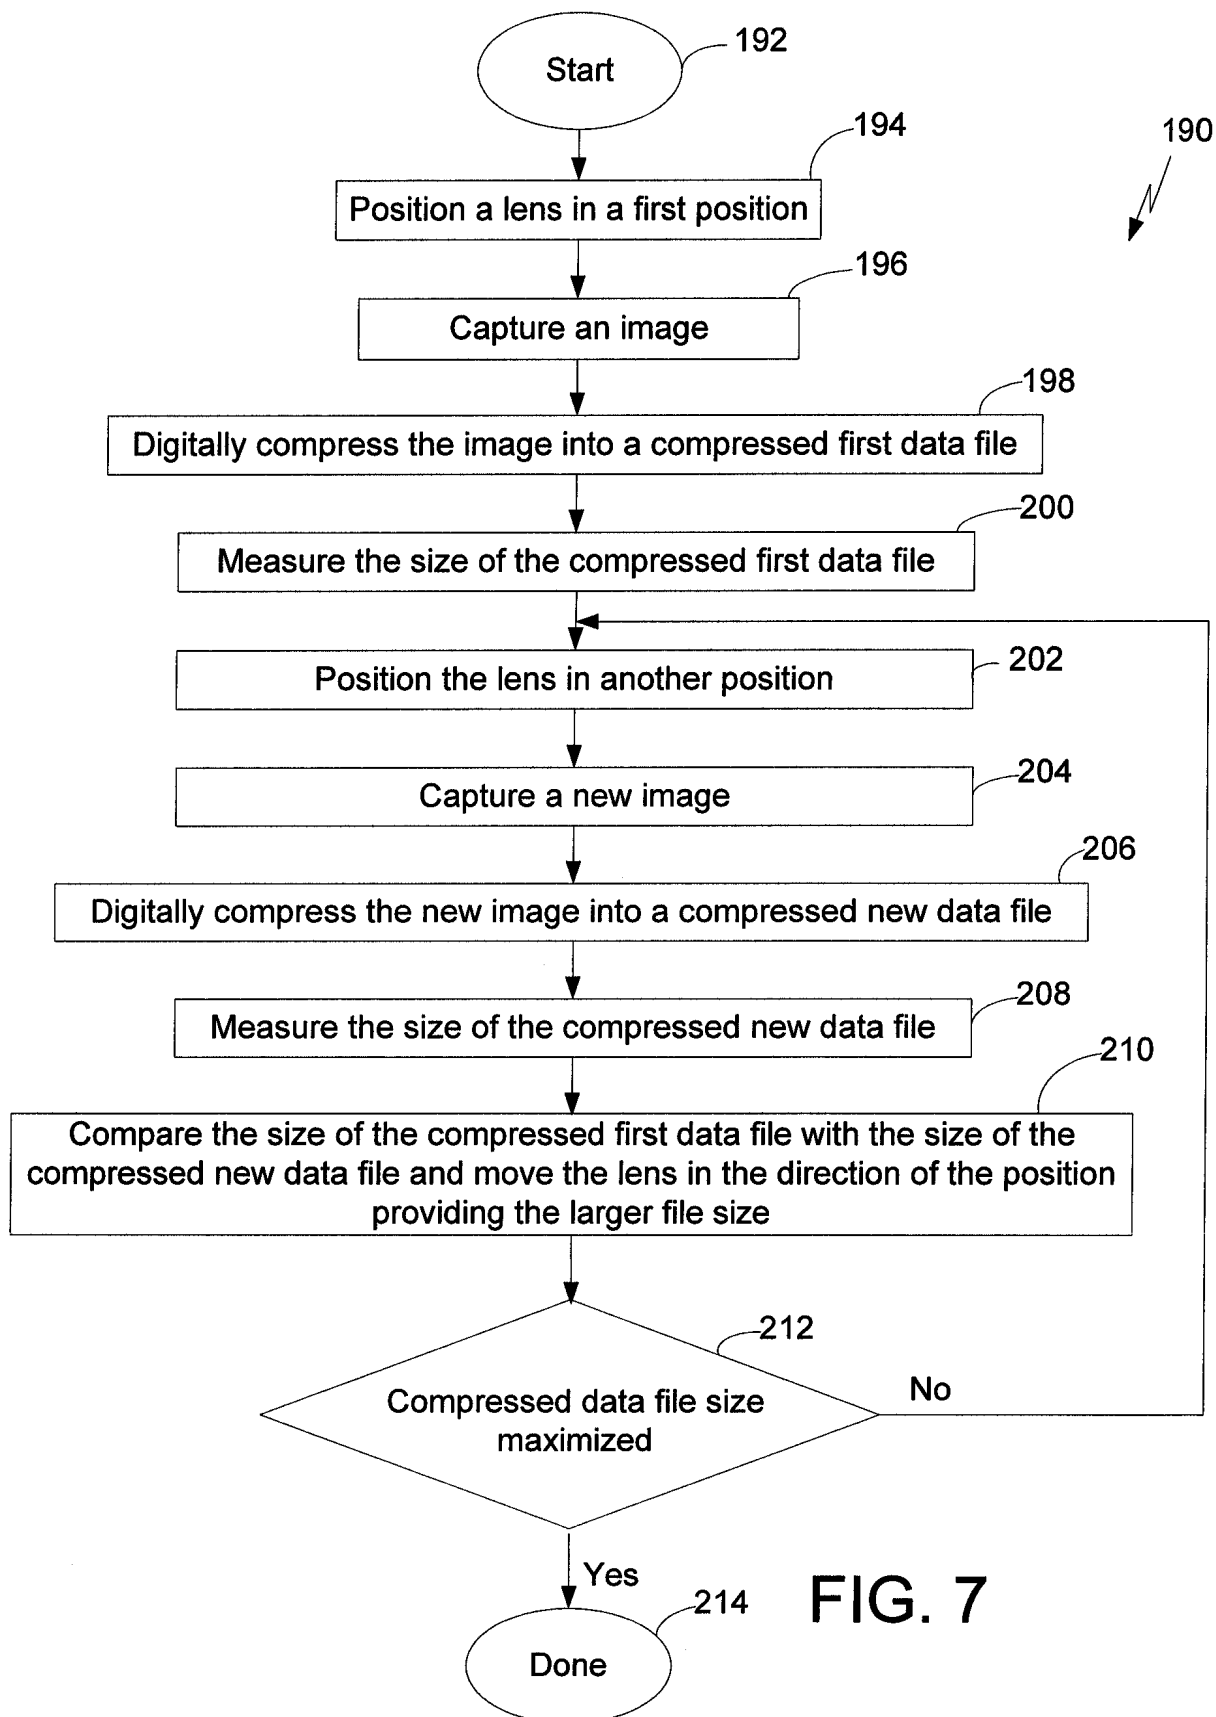 Start
192
194
190
Position a lens in a first position
196
Capture an image
198
Digitally compress the image into a compressed first data file
200
Measure the size of the compressed first data file
202
Position the lens in another position
204
Capture a new image
206
Digitally compress the new image into a compressed new data file
208
Measure the size of the compressed new data file
210
Compare the size of the compressed first data file with the size of the
compressed new data file and move the lens in the direction of the position
providing the larger file size
212
No
Compressed data file size
maximized
Yes
214
FIG. 7
Done